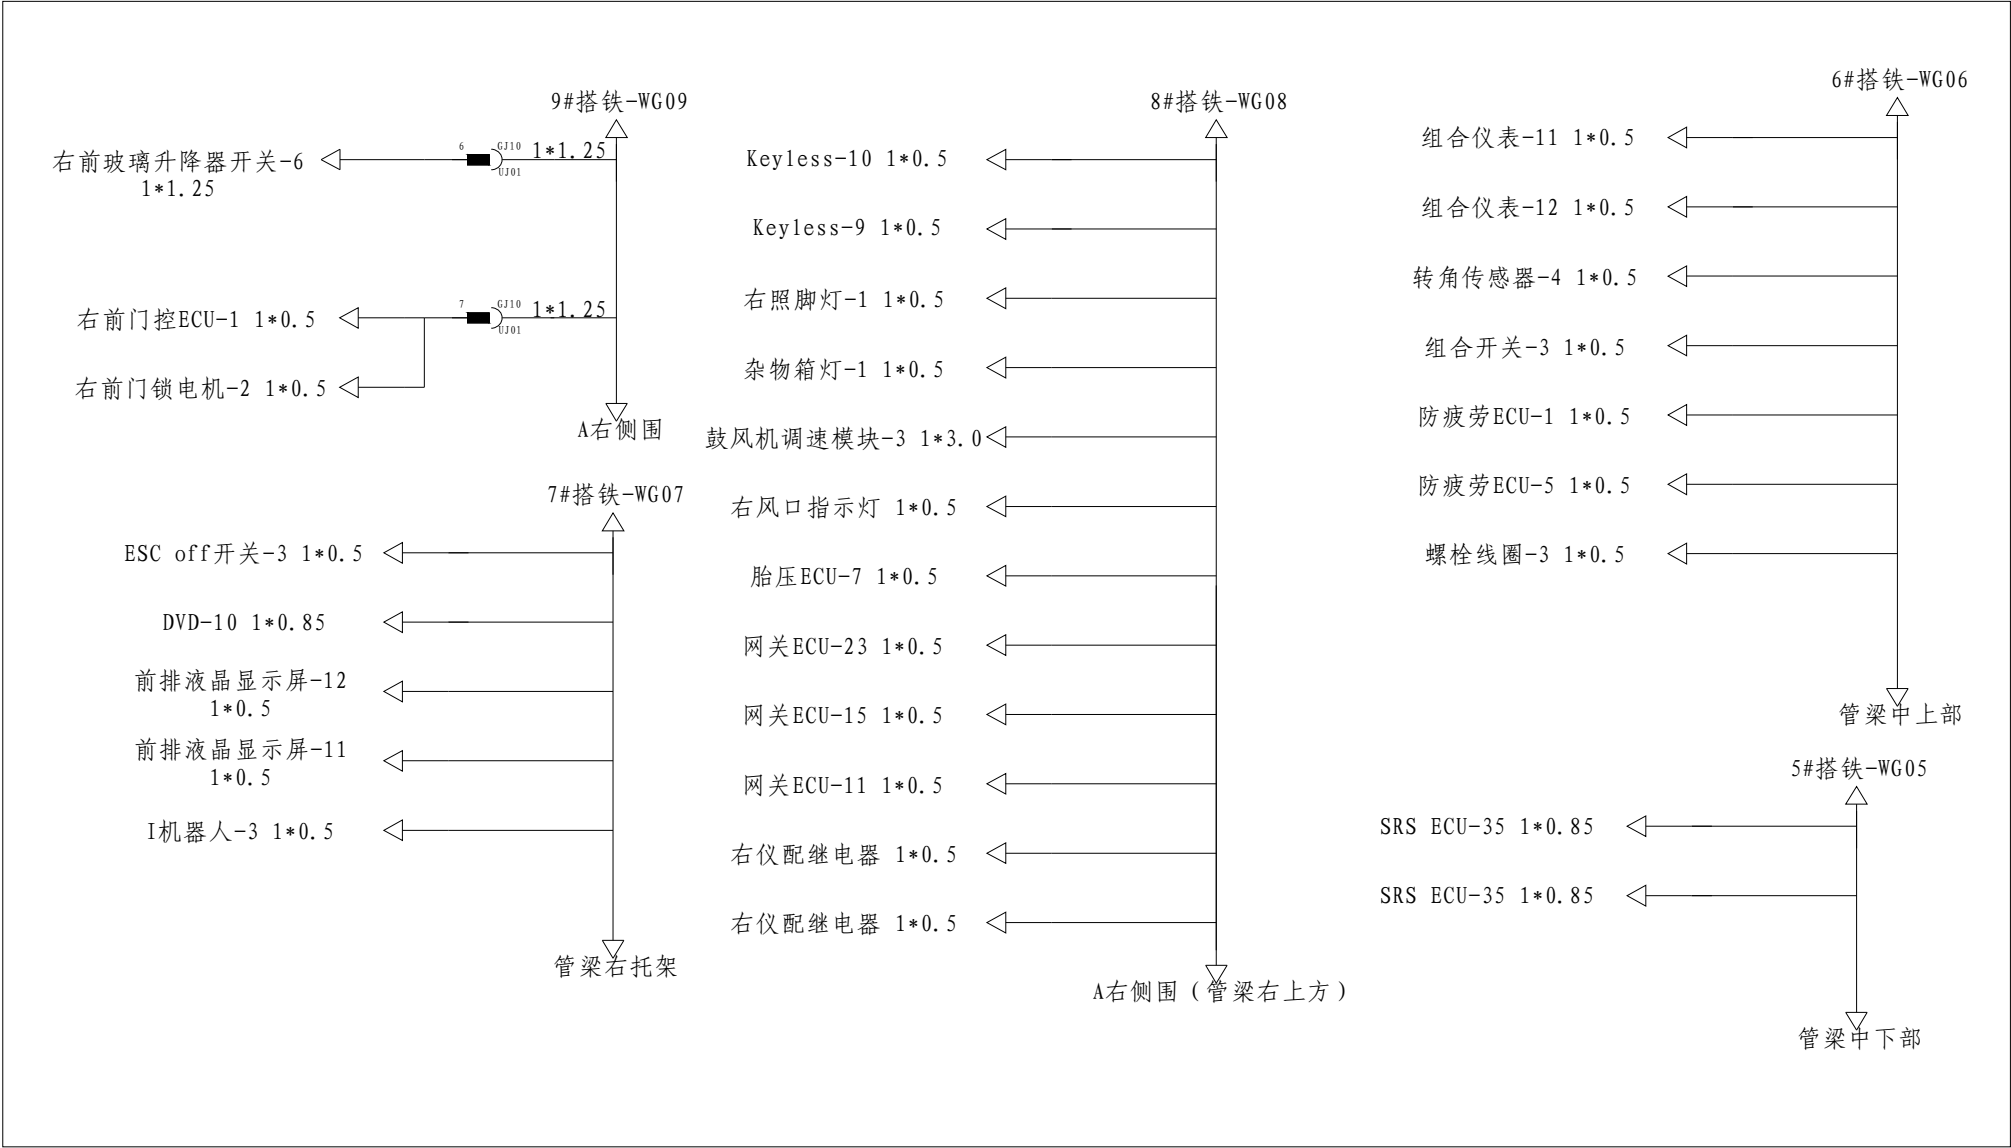 9#搭铁-WG09
右前玻璃升降器开关-6
1*1.25
6
GJ10
UJ01
1*1.25
右前门控ECU-1 1*0.5
7
GJ10
UJ01
1*1.25
右前门锁电机-2 1*0.5
A右侧围
7#搭铁-WG07
ESC off开关-3 1*0.5
DVD-10 1*0.85
前排液晶显示屏-12
1*0.5
前排液晶显示屏-11
1*0.5
I机器人-3 1*0.5
管梁右托架
8#搭铁-WG08
Keyless-10 1*0.5
Keyless-9 1*0.5
右照脚灯-1 1*0.5
杂物箱灯-1 1*0.5
鼓风机调速模块-3 1*3.0
右风口指示灯 1*0.5
胎压ECU-7 1*0.5
网关ECU-23 1*0.5
网关ECU-15 1*0.5
网关ECU-11 1*0.5
右仪配继电器 1*0.5
右仪配继电器 1*0.5
A右侧围(管梁右上方)
6#搭铁-WG06
组合仪表-11 1*0.5
组合仪表-12 1*0.5
转角传感器-4 1*0.5
组合开关-3 1*0.5
防疲劳ECU-1 1*0.5
防疲劳ECU-5 1*0.5
螺栓线圈-3 1*0.5
管梁中上部
5#搭铁-WG05
SRS ECU-35 1*0.85
SRS ECU-35 1*0.85
管梁中下部